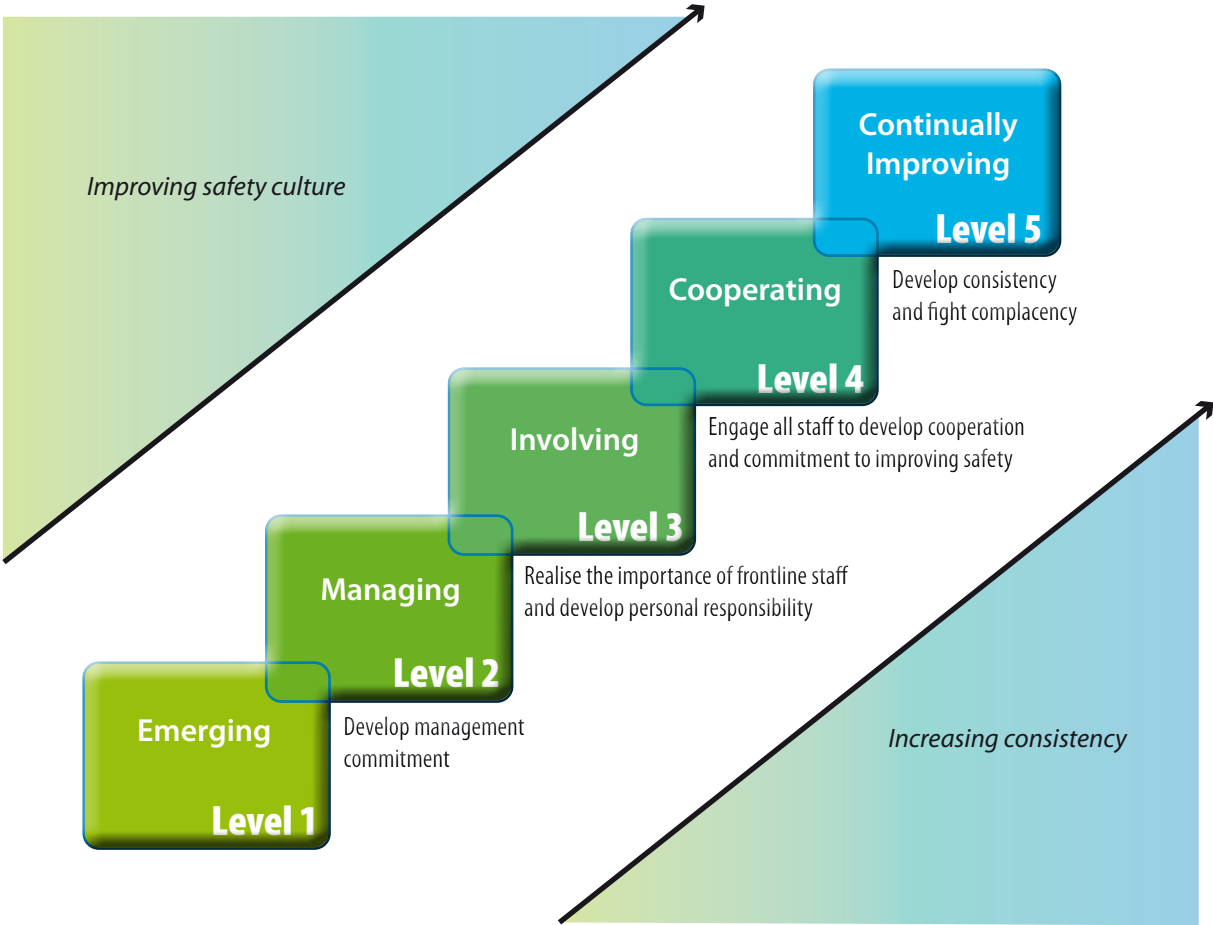 Improving safety culture
Continually
Improving
Level 5
Develop consistency
and fight complacency
Cooperating
Level 4
Engage all staff to develop cooperation
and commitment to improving safety
Involving
Level 3
Realise the importance of frontline staff
and develop personal responsibility
Managing
Level 2
Develop management
commitment
Emerging
Level 1
Increasing consistency